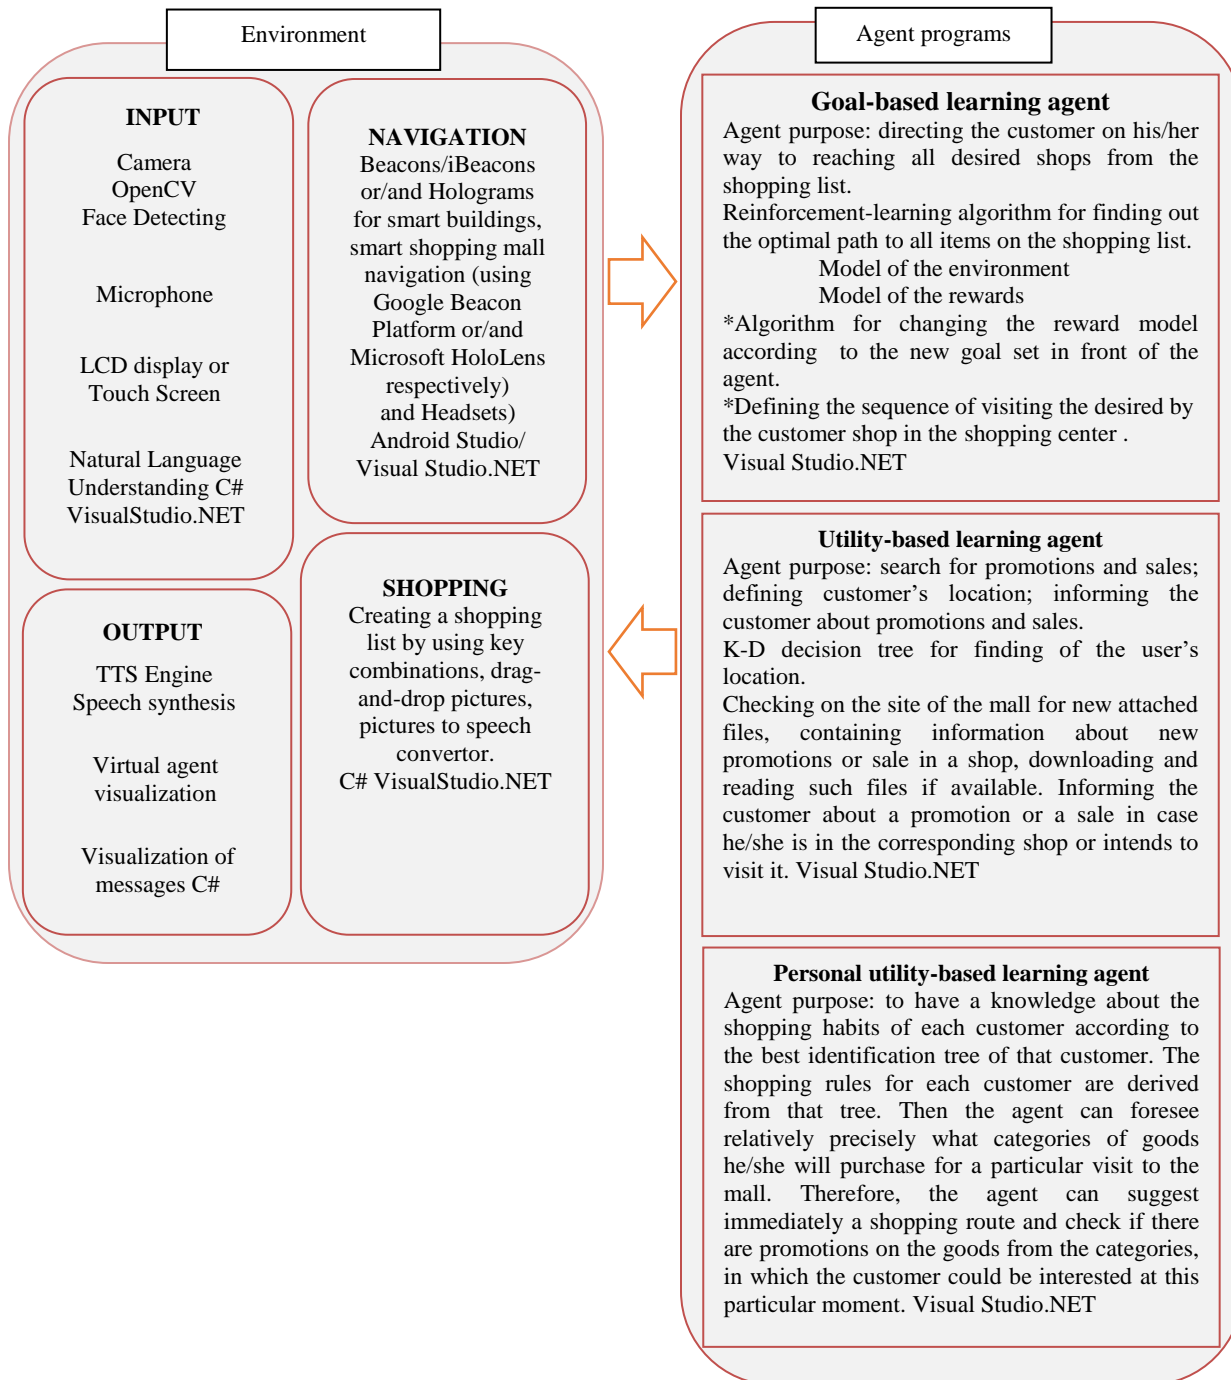 Environment
INPUT
Camera
OpenCV
Face Detecting
Microphone
LCD display or
Touch Screen
Natural Language
Understanding C#
VisualStudio.NET
NAVIGATION
Beacons/iBeacons
or/and Holograms
for smart buildings,
smart shopping mall
navigation (using
Google Beacon
Platform or/and
Microsoft HoloLens
respectively)
and Headsets)
Android Studio/
Visual Studio.NET
OUTPUT
TTS Engine
Speech synthesis
Virtual agent
visualization
Visualization of
messages C#
SHOPPING
Creating a shopping
list by using key
combinations, drag-
and-drop pictures,
pictures to speech
convertor.
C# VisualStudio.NET
Agent programs
Goal-based learning agent
Agent purpose: directing the customer on his/her
way to reaching all desired shops from the
shopping list.
Reinforcement-learning algorithm for finding out
the optimal path to all items on the shopping list.
Model of the environment
Model of the rewards
*Algorithm for changing the reward model
according to the new goal set in front of the
agent.
*Defining the sequence of visiting the desired by
the customer shop in the shopping center .
Visual Studio.NET
Utility-based learning agent
Agent purpose: search for promotions and sales;
defining customer's location; informing the
customer about promotions and sales.
K-D decision tree for finding of the user's
location.
Checking on the site of the mall for new attached
files, containing information about new
promotions or sale in a shop, downloading and
reading such files if available. Informing the
customer about a promotion or a sale in case
he/she is in the corresponding shop or intends to
visit it. Visual Studio.NET
Personal utility-based learning agent
Agent purpose: to have a knowledge about the
shopping habits of each customer according to
the best identification tree of that customer. The
shopping rules for each customer are derived
from that tree. Then the agent can foresee
relatively precisely what categories of goods
he/she will purchase for a particular visit to the
mall. Therefore, the agent can suggest
immediately a shopping route and check if there
are promotions on the goods from the categories,
in which the customer could be interested at this
particular moment. Visual Studio.NET